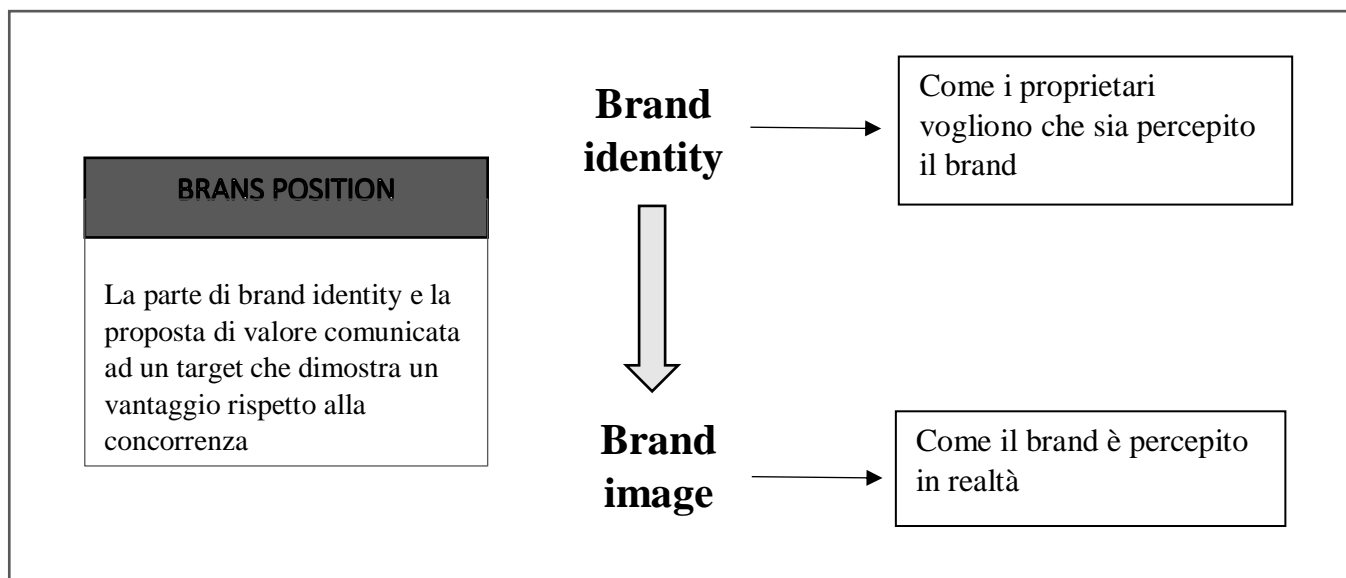 BRANS POSITION
La parte di brand identity e la
proposta di valore comunicata
ad un target che dimostra un
vantaggio rispetto alla
concorrenza
Brand
identity
Come i proprietari
vogliono che sia percepito
il brand
Brand
image
Come il brand è percepito
in realtà